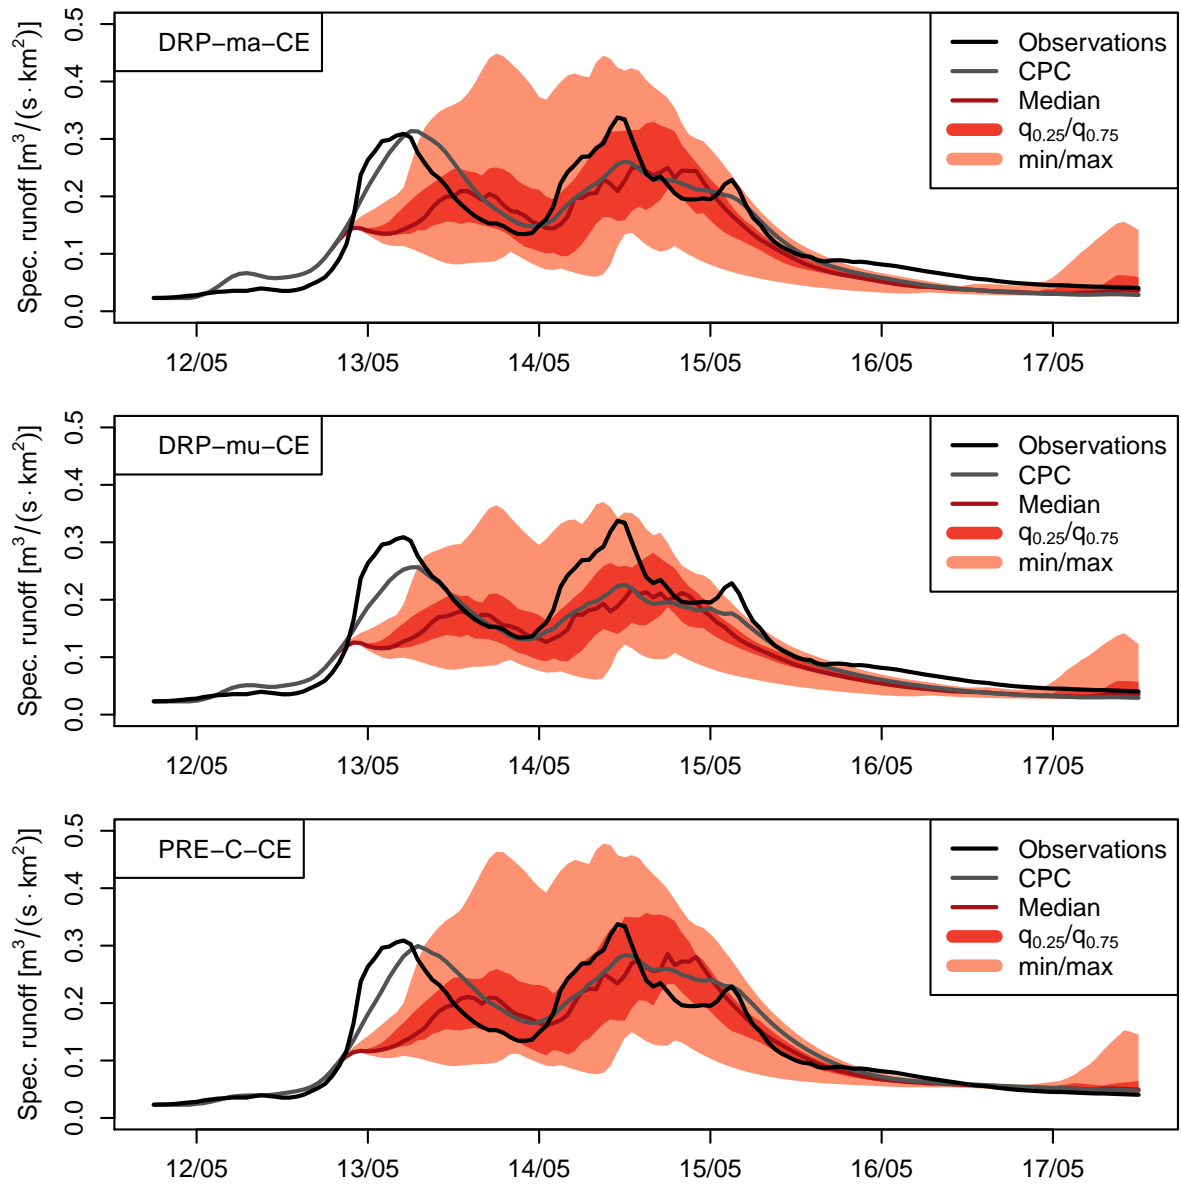 Spec. runoff [m³/(s·km²)]
0.0 0.1 0.2 0.3 0.4 0.5
DRP−ma−CE
Observations
CPC
Median
q₀.₂₅/q₀.₇₅
min/max
12/05 13/05 14/05 15/05 16/05 17/05
Spec. runoff [m³/(s·km²)]
0.0 0.1 0.2 0.3 0.4 0.5
DRP−mu−CE
Observations
CPC
Median
q₀.₂₅/q₀.₇₅
min/max
12/05 13/05 14/05 15/05 16/05 17/05
Spec. runoff [m³/(s·km²)]
0.0 0.1 0.2 0.3 0.4 0.5
PRE−C−CE
Observations
CPC
Median
q₀.₂₅/q₀.₇₅
min/max
12/05 13/05 14/05 15/05 16/05 17/05